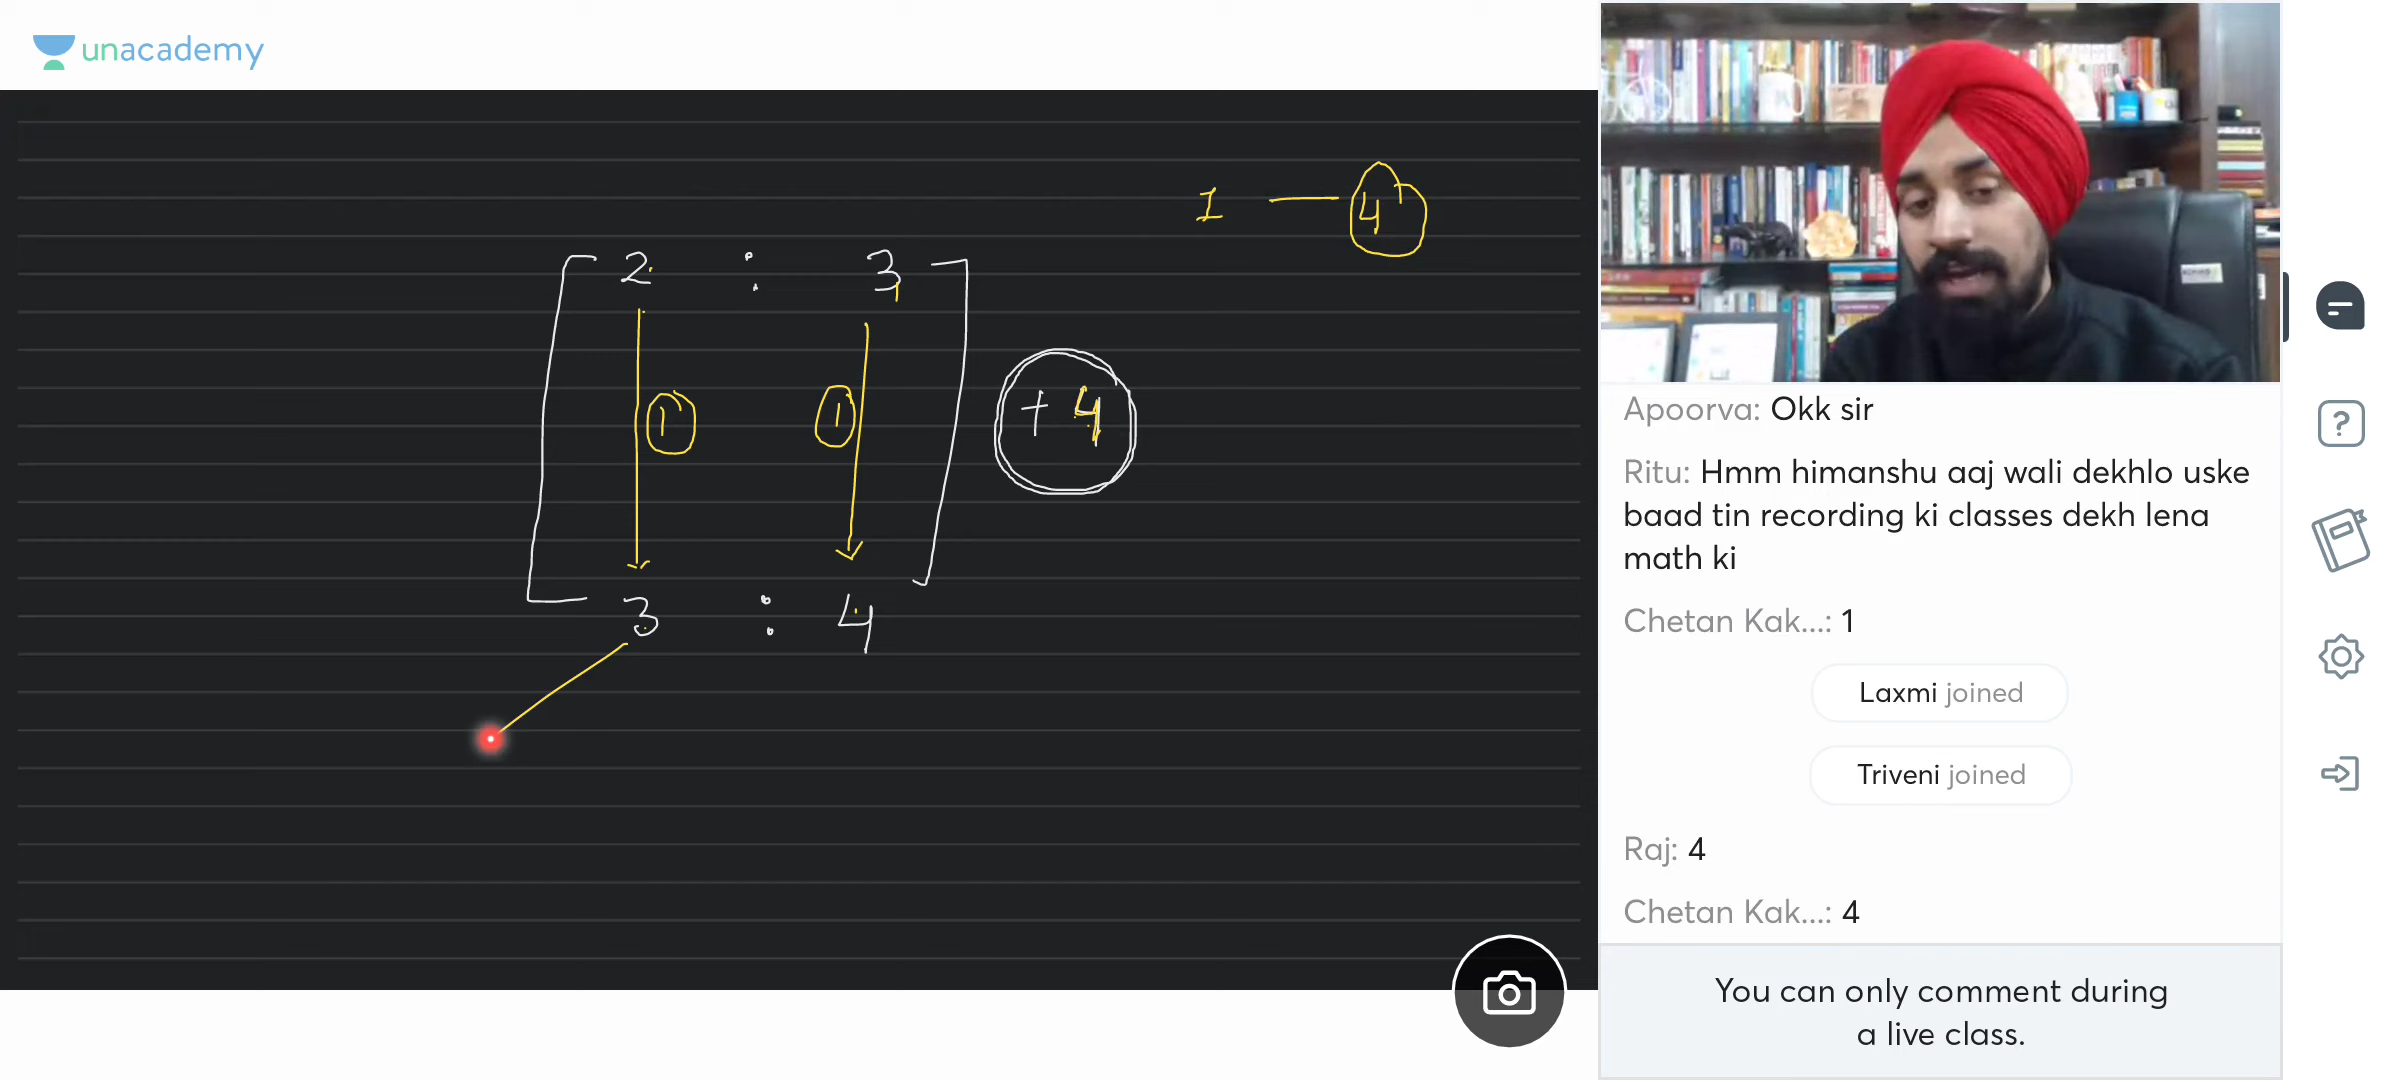 unacademy
1 — 4
2 : 3
1 1 + 4
3 : 4
Apoorva: Okk sir
Ritu: Hmm himanshu aaj wali dekhlo uske
baad tin recording ki classes dekh lena
math ki
Chetan Kak...: 1
Laxmi joined
Triveni joined
Raj: 4
Chetan Kak...: 4
You can only comment during
a live class.
?